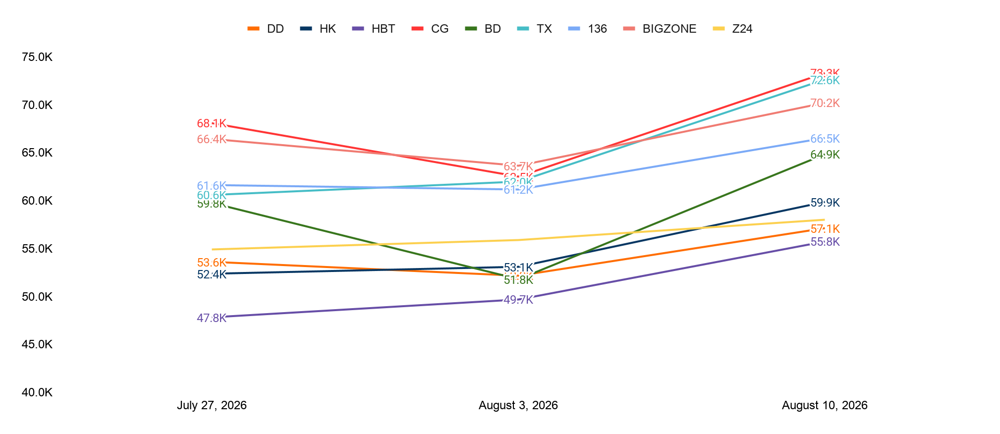 DD HK HBT CG BD TX 136 BIGZONE Z24
75.0K
70.0K
65.0K
60.0K
55.0K
50.0K
45.0K
40.0K
68.1K
66.4K
61.6K
60.6K
59.8K
53.6K
52.4K
47.8K
63.7K
62.5K
62.0K
61.2K
53.1K
51.8K
49.7K
73.3K
72.6K
70.2K
66.5K
64.9K
59.9K
57.1K
55.8K
July 27, 2026 August 3, 2026 August 10, 2026